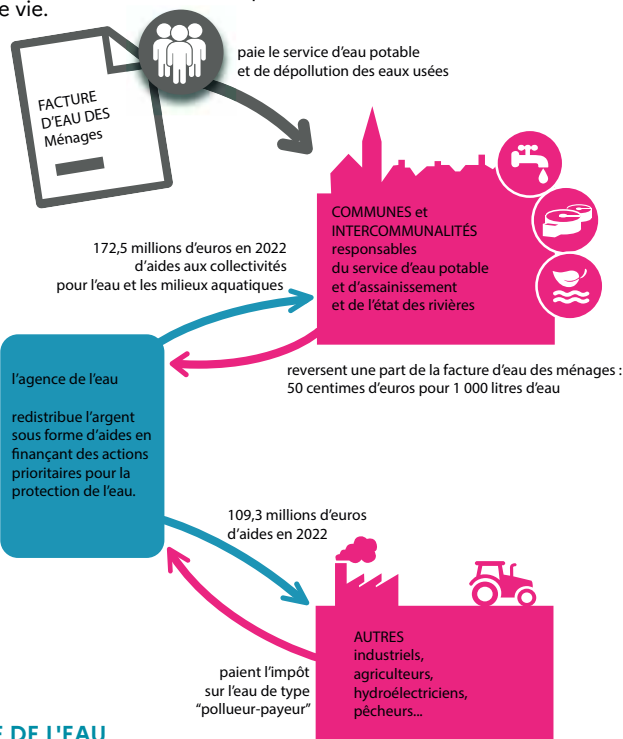 e vie.
paie le service d'eau potable
et de dépollution des eaux usées
FACTURE
D'EAU DES
Ménages
COMMUNES et
INTERCOMMUNALITÉS
responsables
du service d'eau potable
et d'assainissement
et de l'état des rivières
172,5 millions d'euros en 2022
d'aides aux collectivités
pour l'eau et les milieux aquatiques
reversent une part de la facture d'eau des ménages :
50 centimes d'euros pour 1 000 litres d'eau
l'agence de l'eau
redistribue l'argent
sous forme d'aides en
finançant des actions
prioritaires pour la
protection de l'eau.
109,3 millions d'euros
d'aides en 2022
paient l'impôt
sur l'eau de type
“pollueur-payeur”
AUTRES
industriels,
agriculteurs,
hydroélectriciens,
pêcheurs...
E DE L'EAU